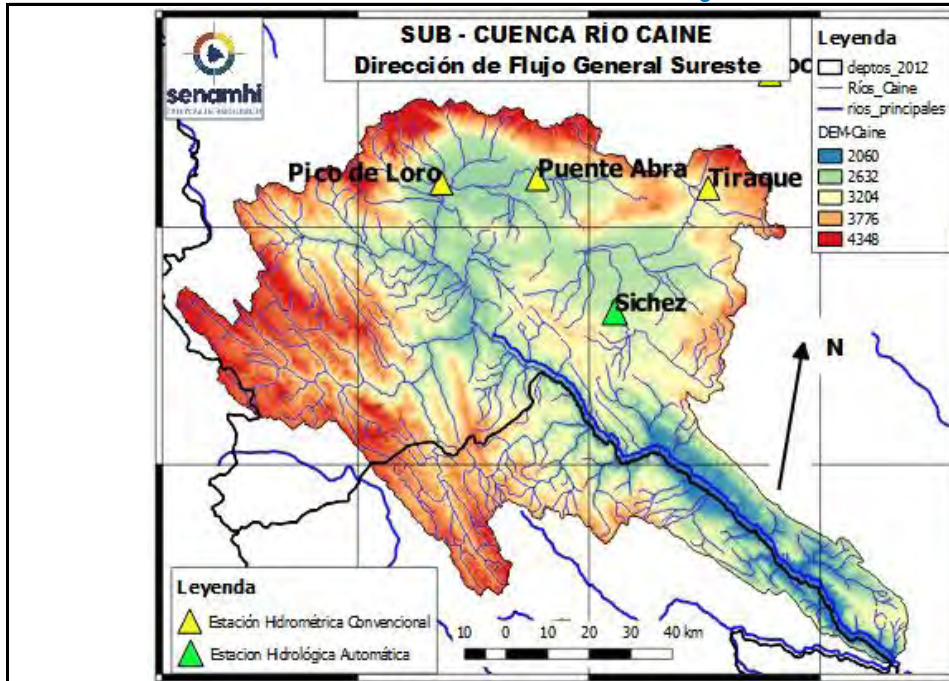 SUB - CUENCA RÍO CAINE
Dirección de Flujo General Sureste
senamhi
Leyenda
deptos_2012
Ríos_Caine
rios_principales
DEM-Caine
2060
2632
3204
3776
4348
Pico de Loro
Puente Abra
Tiraque
Sichez
N
Leyenda
Estación Hidrométrica Convencional
Estacion Hidrológica Automática
10 0 10 20 30 40 km